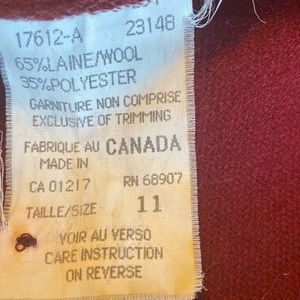 17612-A 23148
65%LAINE/WOOL
35%POLYESTER
GARNITURE NON COMPRISE
EXCLUSIVE OF TRIMMING
FABRIQUE AU CANADA
MADE IN
CA 01217 RN 68907
TAILLE/SIZE 11
VOIR AU VERSO
CARE INSTRUCTION
ON REVERSE